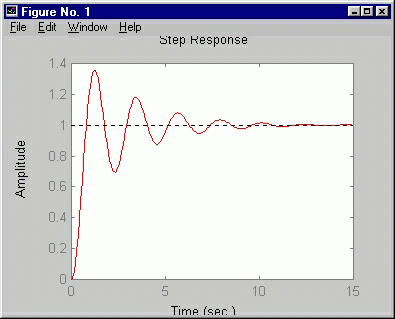 Figure No. 1
File Edit Window Help
Step Response
1.4
1.2
1
0.8
0.6
0.4
0.2
0
Amplitude
0 5 10 15
Time (sec.)